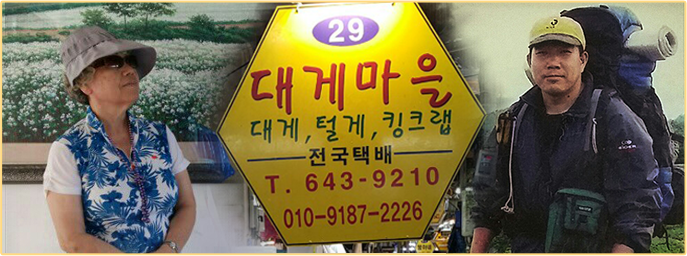 29
대게마을
대게,털게,킹크랩
전국택배
T. 643-9210
010-9187-2226